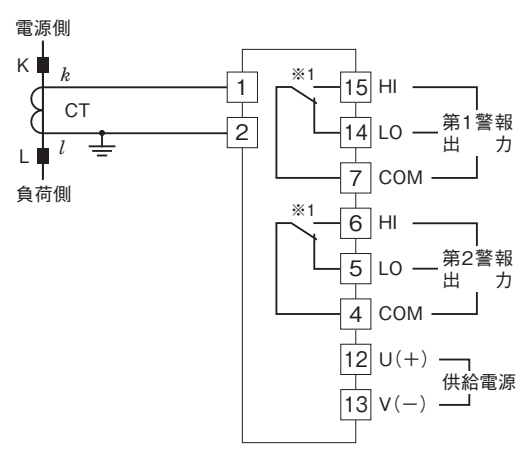 電源側
K
k
CT
L
l
負荷側
1
2
※1
15 HI
14 LO
7 COM
第1警報
出 力
※1
6 HI
5 LO
4 COM
第2警報
出 力
12 U(+)
13 V(−)
供給電源